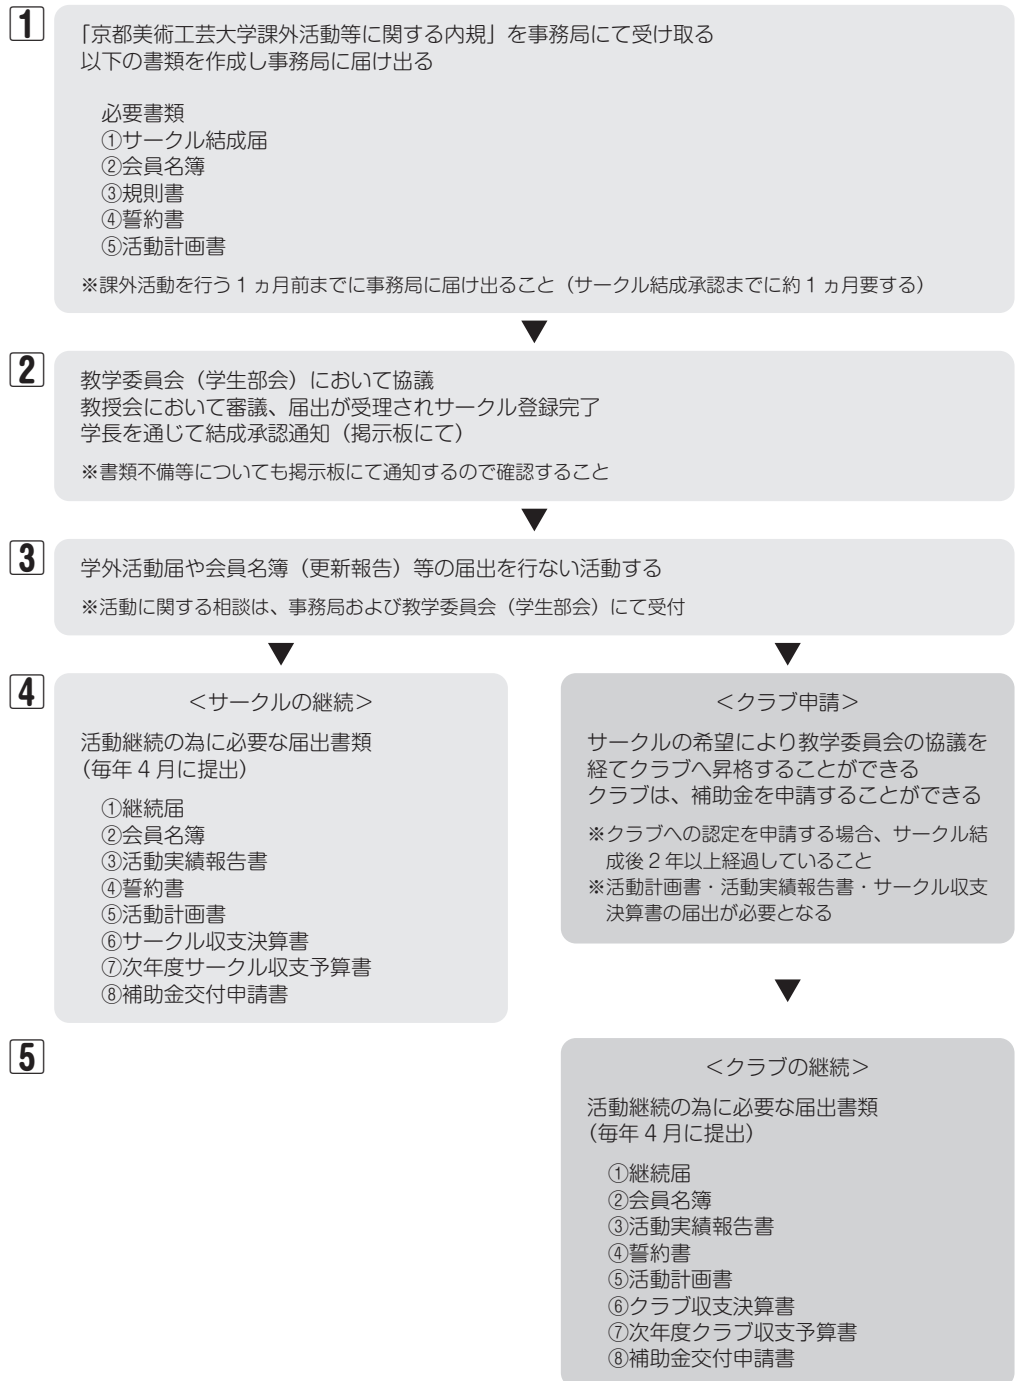 1
「京都美術工芸大学課外活動等に関する内規」を事務局にて受け取る
以下の書類を作成し事務局に届け出る
必要書類
①サークル結成届
②会員名簿
③規則書
④誓約書
⑤活動計画書
※課外活動を行う1ヵ月前までに事務局に届け出ること（サークル結成承認までに約1ヵ月要する）
▼
2
教学委員会（学生部会）において協議
教授会において審議、届出が受理されサークル登録完了
学長を通じて結成承認通知（掲示板にて）
※書類不備等についても掲示板にて通知するので確認すること
▼
3
学外活動届や会員名簿（更新報告）等の届出を行ない活動する
※活動に関する相談は、事務局および教学委員会（学生部会）にて受付
▼
▼
4
＜サークルの継続＞
活動継続の為に必要な届出書類
（毎年4月に提出）
①継続届
②会員名簿
③活動実績報告書
④誓約書
⑤活動計画書
⑥サークル収支決算書
⑦次年度サークル収支予算書
⑧補助金交付申請書
＜クラブ申請＞
サークルの希望により教学委員会の協議を
経てクラブへ昇格することができる
クラブは、補助金を申請することができる
※クラブへの認定を申請する場合、サークル結
成後2年以上経過していること
※活動計画書・活動実績報告書・サークル収支
決算書の届出が必要となる
▼
5
＜クラブの継続＞
活動継続の為に必要な届出書類
（毎年4月に提出）
①継続届
②会員名簿
③活動実績報告書
④誓約書
⑤活動計画書
⑥クラブ収支決算書
⑦次年度クラブ収支予算書
⑧補助金交付申請書